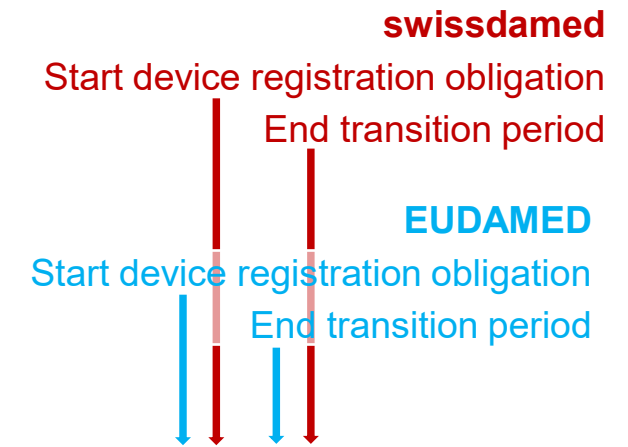 swissdamed
Start device registration obligation
End transition period
EUDAMED
Start device registration obligation
End transition period